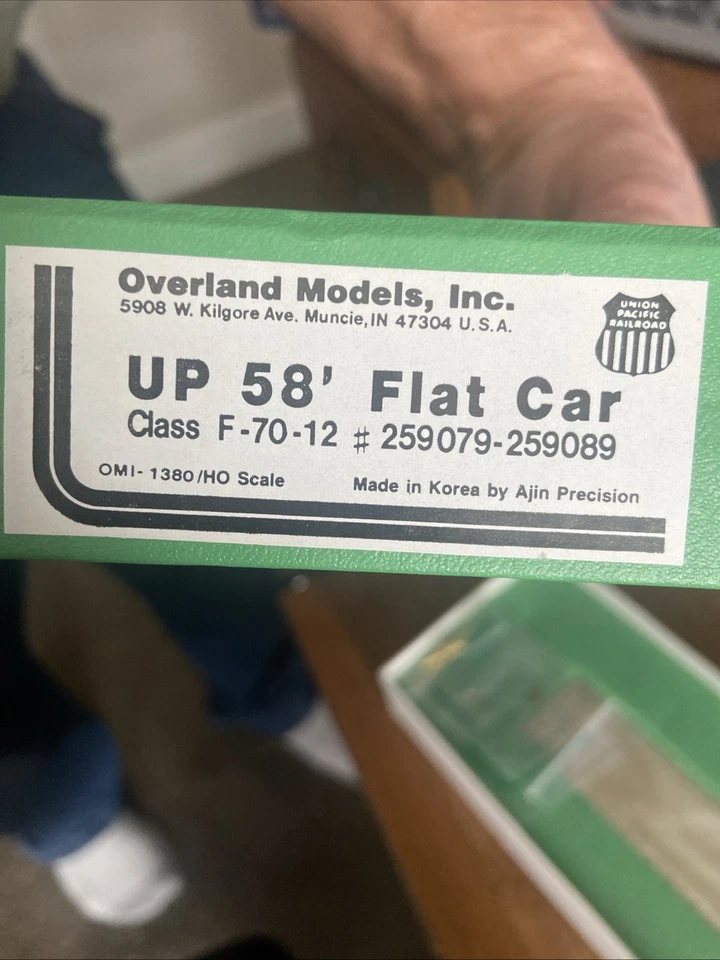 Overland Models, Inc.
5908 W. Kilgore Ave. Muncie, IN 47304 U.S.A.
UNION
PACIFIC
RAILROAD
UP 58' Flat Car
Class F-70-12 # 259079-259089
OMI- 1380/HO Scale
Made in Korea by Ajin Precision